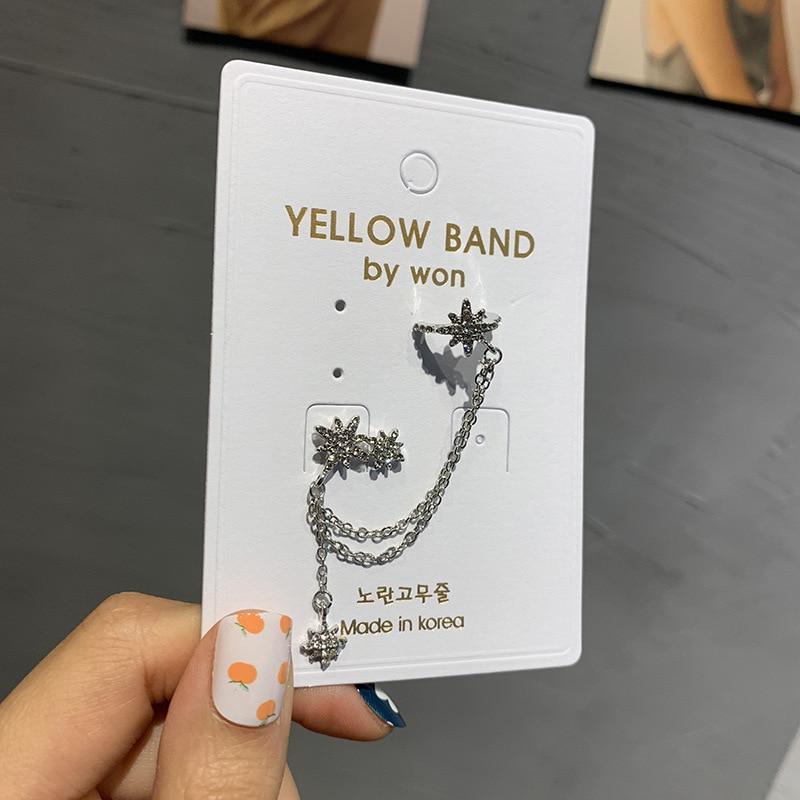 YELLOW BAND
by won
노란고무줄
Made in korea